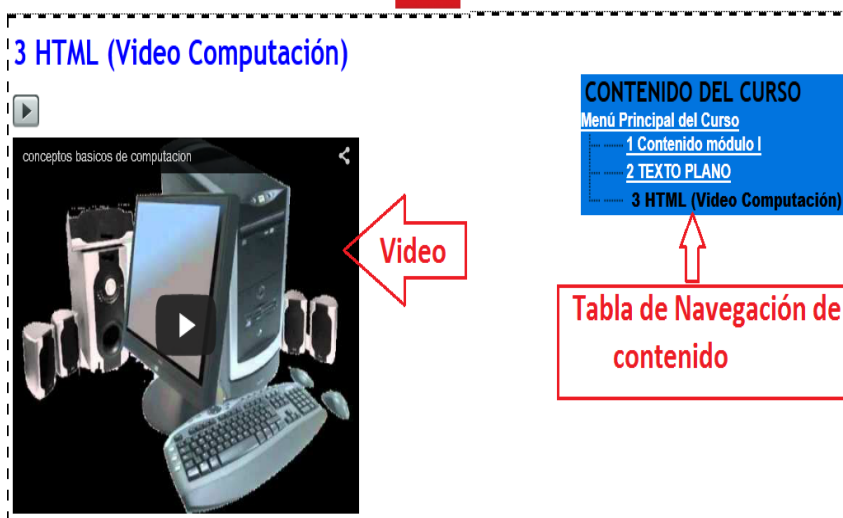 3 HTML (Video Computación)
conceptos basicos de computacion
Video
CONTENIDO DEL CURSO
Menú Principal del Curso
1 Contenido módulo I
2 TEXTO PLANO
3 HTML (Video Computación)
Tabla de Navegación de
contenido